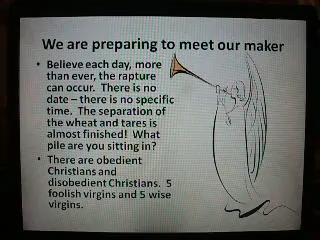 We are preparing to meet our maker
• Believe each day, more
than ever, the rapture
can occur. There is no
date – there is no specific
time. The separation of
the wheat and tares is
almost finished! What
pile are you sitting in?
• There are obedient
Christians and
disobedient Christians. 5
foolish virgins and 5 wise
virgins.